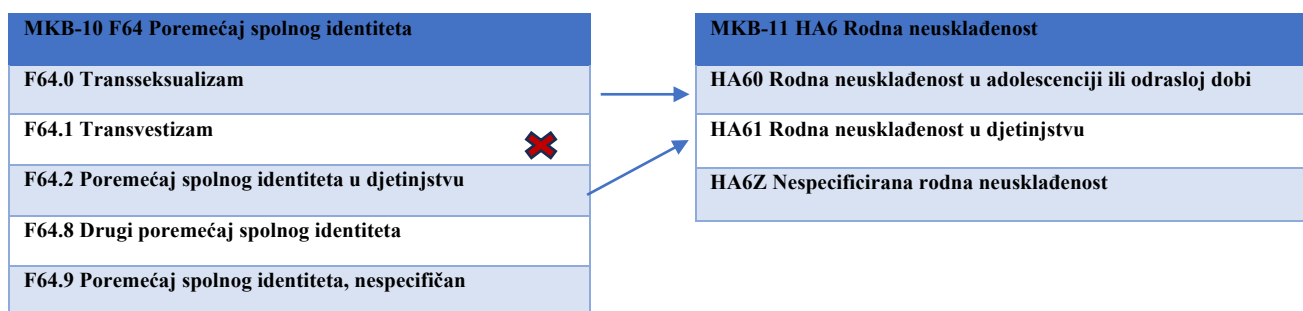 MKB-10 F64 Poremećaj spolnog identiteta
F64.0 Transseksualizam
F64.1 Transvestizam
F64.2 Poremećaj spolnog identiteta u djetinjstvu
F64.8 Drugi poremećaj spolnog identiteta
F64.9 Poremećaj spolnog identiteta, nespecifičan
MKB-11 HA6 Rodna neusklađenost
HA60 Rodna neusklađenost u adolescenciji ili odrasloj dobi
HA61 Rodna neusklađenost u djetinjstvu
HA6Z Nespecificirana rodna neusklađenost